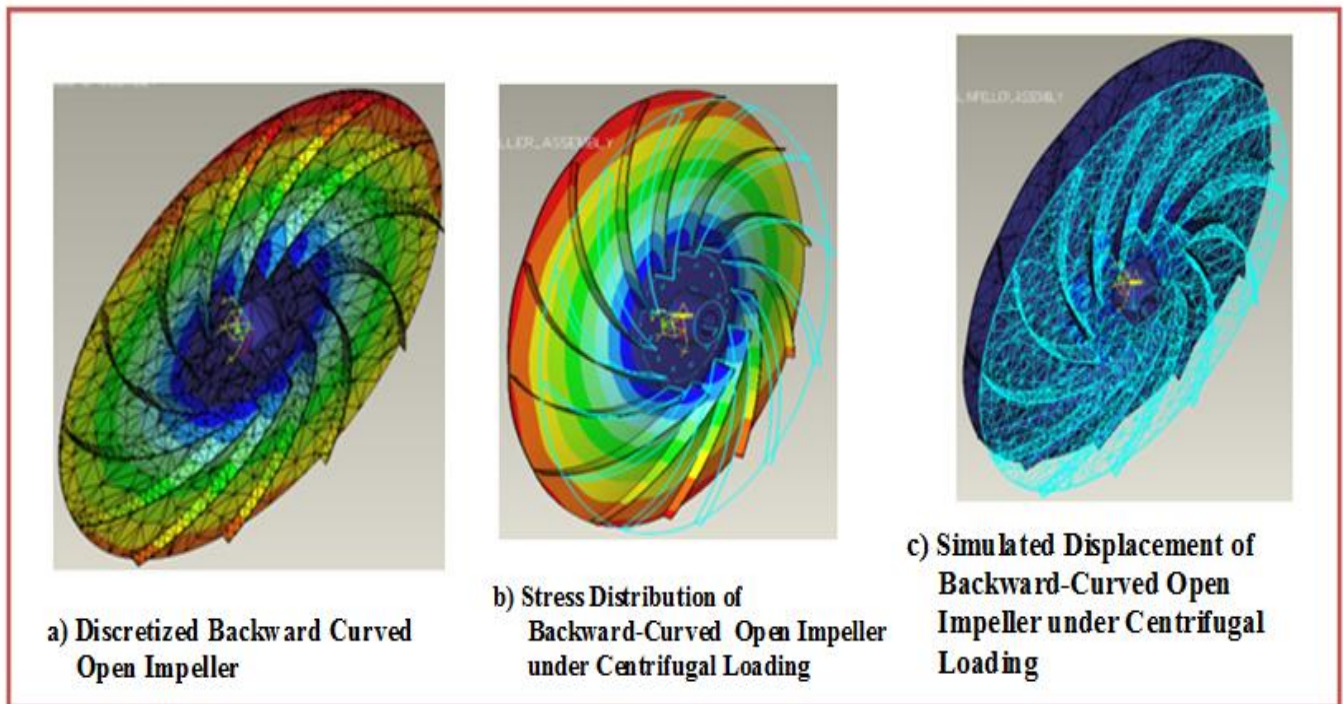 LLER_ASSEMBLY
a) Discretized Backward Curved
Open Impeller
b) Stress Distribution of
Backward-Curved Open Impeller
under Centrifugal Loading
c) Simulated Displacement of
Backward-Curved Open
Impeller under Centrifugal
Loading